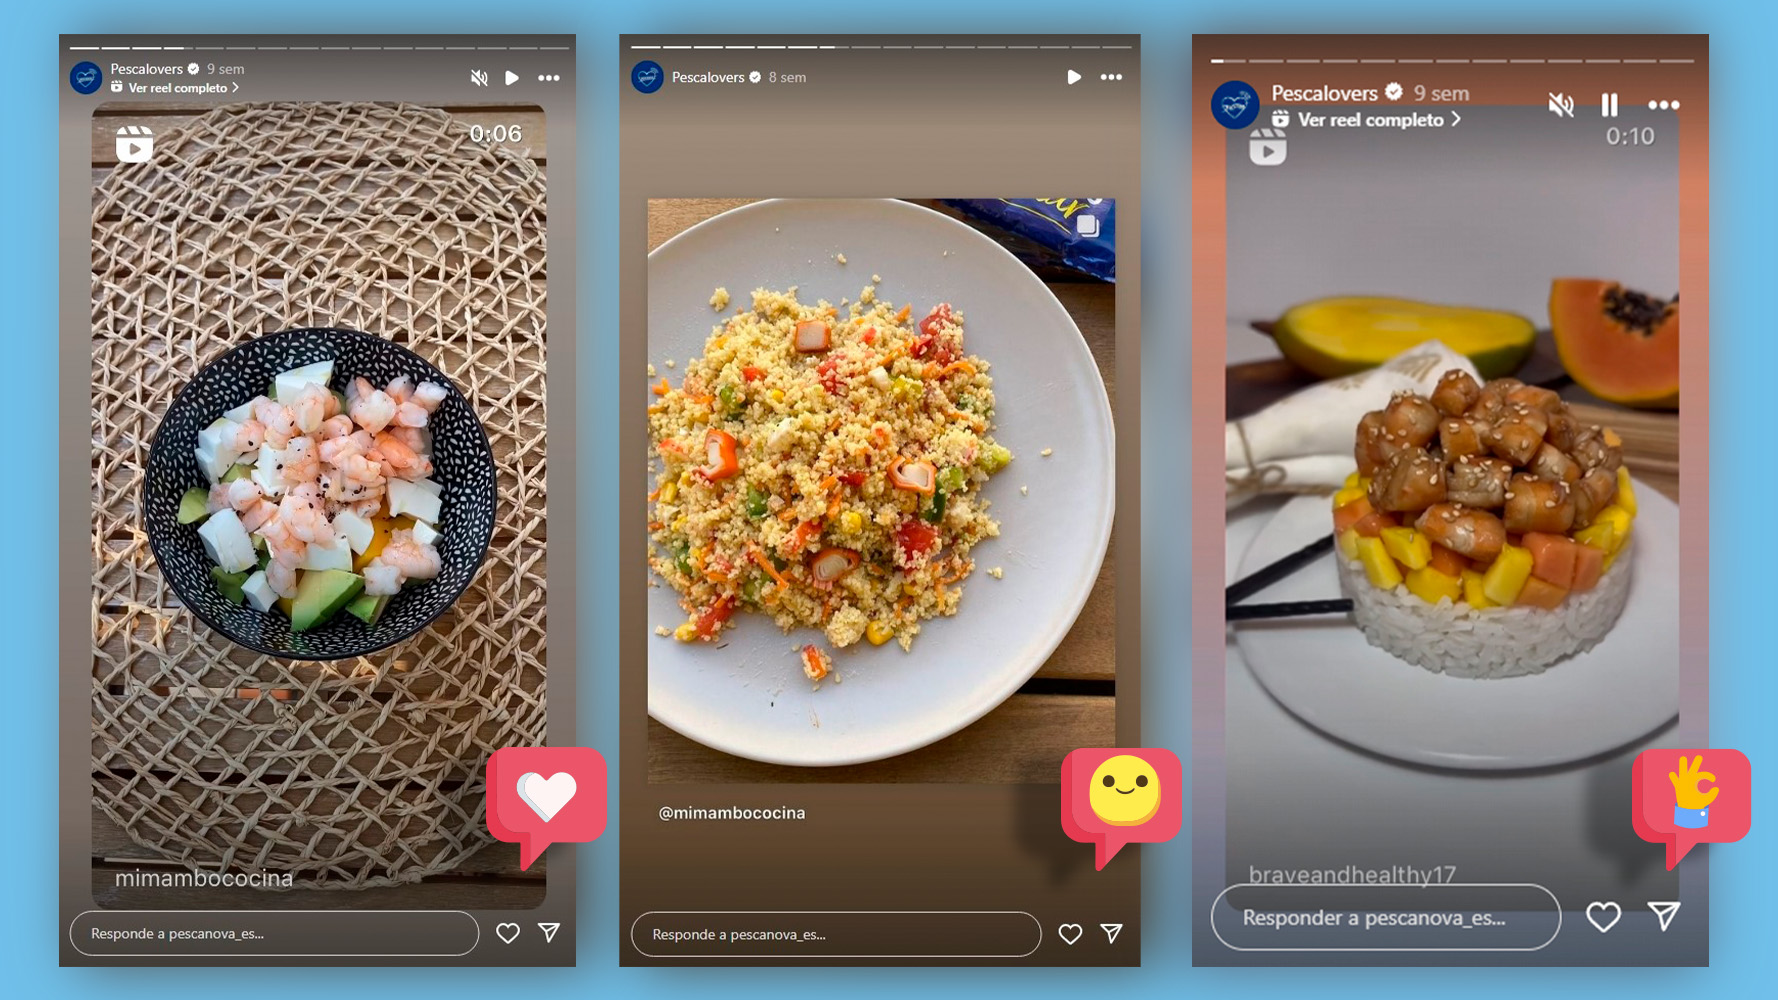 Pescalovers 9 sem
Ver reel completo
0:06
mimambococina
Responde a pescanova_es...
Pescalovers 8 sem
@mimambococina
Responde a pescanova_es...
Pescalovers 9 sem
Ver reel completo
0:10
braveandhealthy17
Responder a pescanova_es...